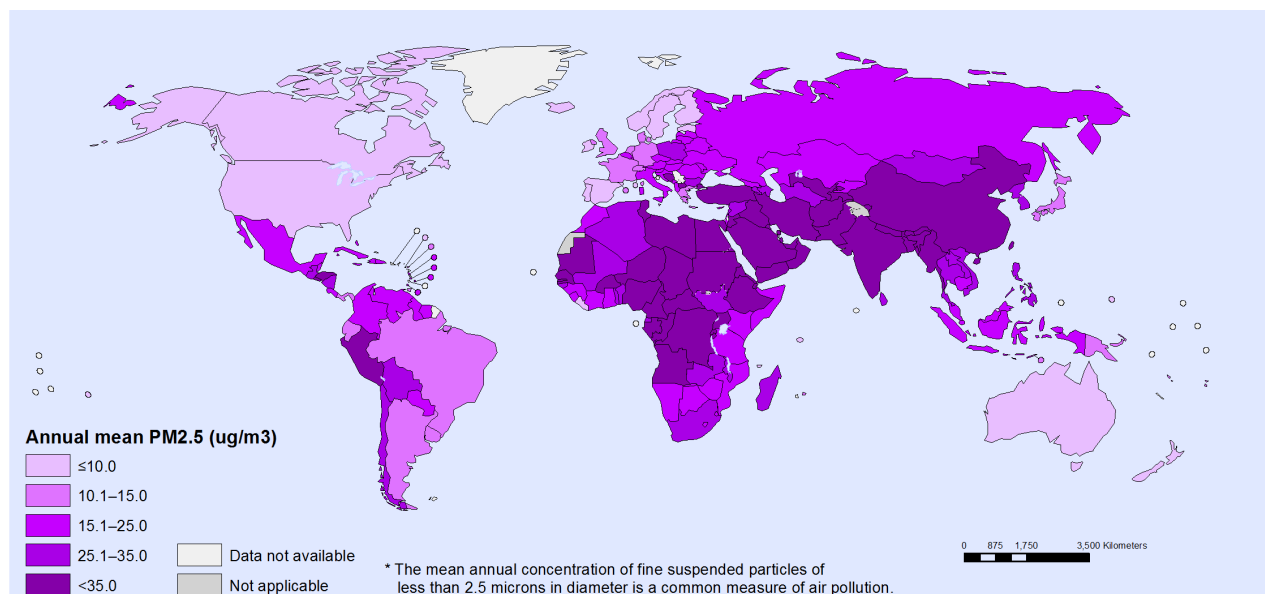 Annual mean PM2.5 (ug/m3)
≤10.0
10.1–15.0
15.1–25.0
25.1–35.0
<35.0
Data not available
Not applicable
* The mean annual concentration of fine suspended particles of
less than 2.5 microns in diameter is a common measure of air pollution.
0 875 1,750 3,500 Kilometers